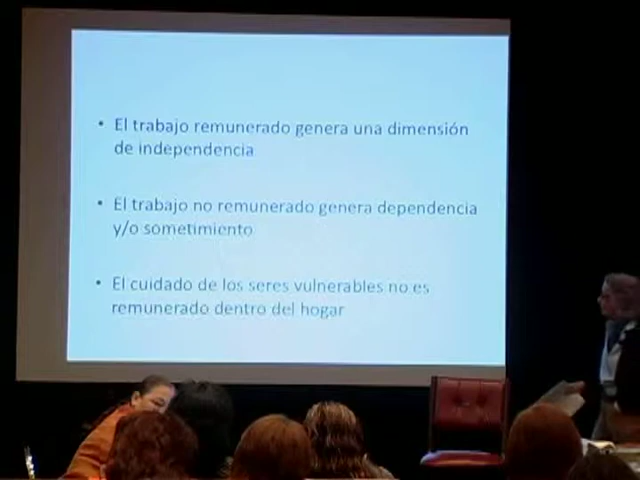 • El trabajo remunerado genera una dimensión
de independencia
• El trabajo no remunerado genera dependencia
y/o sometimiento
• El cuidado de los seres vulnerables no es
remunerado dentro del hogar